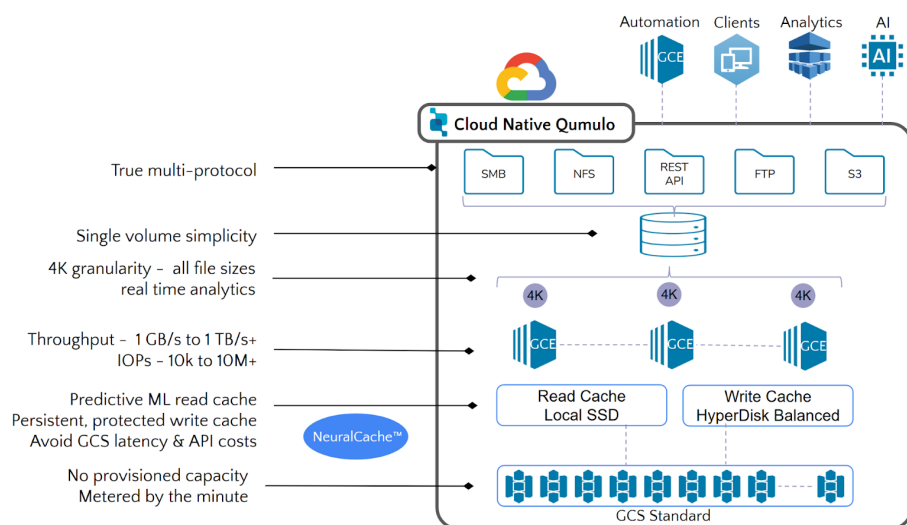 Automation
Clients
Analytics
AI
GCE
AI
Cloud Native Qumulo
True multi-protocol
SMB
NFS
REST
API
FTP
S3
Single volume simplicity
4K granularity - all file sizes
real time analytics
4K
4K
4K
Throughput - 1 GB/s to 1 TB/s+
IOPs - 10k to 10M+
GCE
GCE
GCE
Predictive ML read cache
Persistent, protected write cache
Avoid GCS latency & API costs
NeuralCache™
Read Cache
Local SSD
Write Cache
HyperDisk Balanced
No provisioned capacity
Metered by the minute
GCS Standard